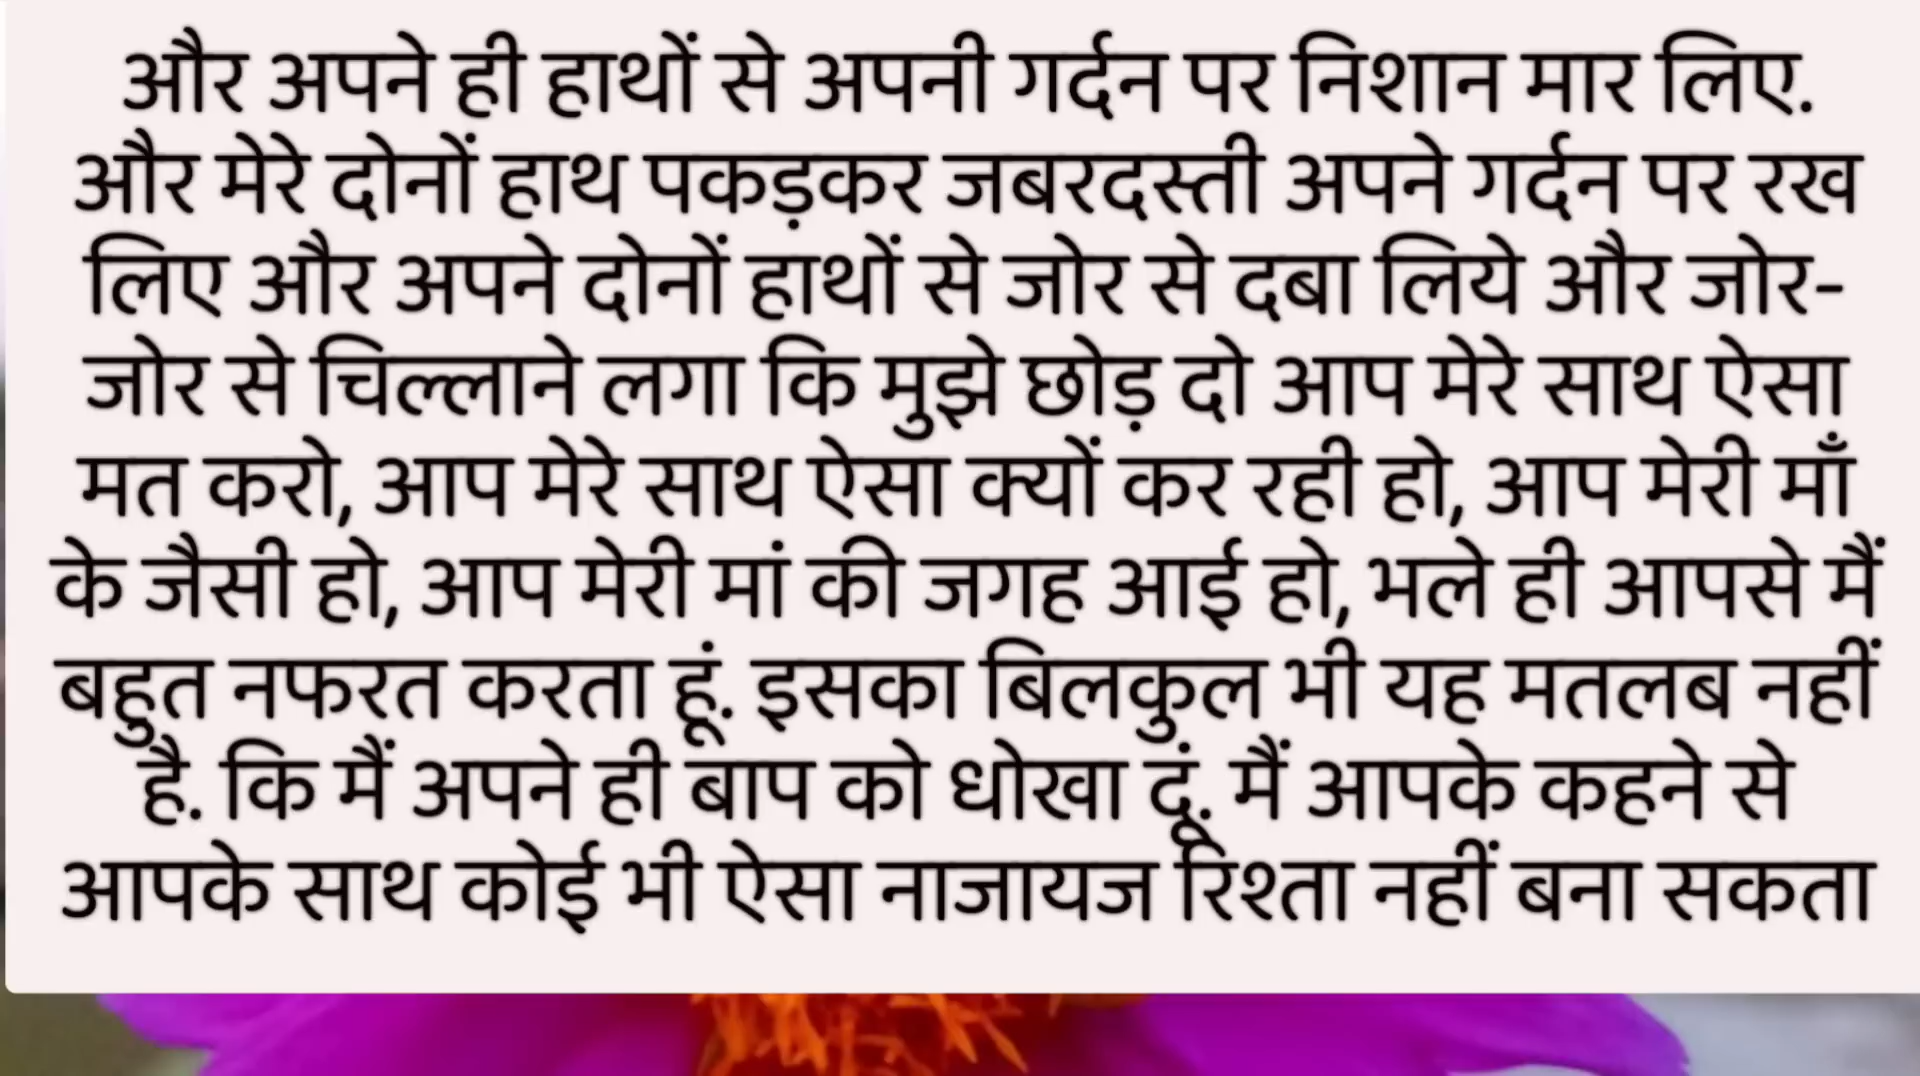 और अपने ही हाथों से अपनी गर्दन पर निशान मार लिए.
और मेरे दोनों हाथ पकड़कर जबरदस्ती अपने गर्दन पर रख
लिए और अपने दोनों हाथों से जोर से दबा लिये और जोर-
जोर से चिल्लाने लगा कि मुझे छोड़ दो आप मेरे साथ ऐसा
मत करो, आप मेरे साथ ऐसा क्यों कर रही हो, आप मेरी माँ
के जैसी हो, आप मेरी मां की जगह आई हो, भले ही आपसे मैं
बहुत नफरत करता हूं. इसका बिलकुल भी यह मतलब नहीं
है. कि मैं अपने ही बाप को धोखा दूं. मैं आपके कहने से
आपके साथ कोई भी ऐसा नाजायज रिश्ता नहीं बना सकता